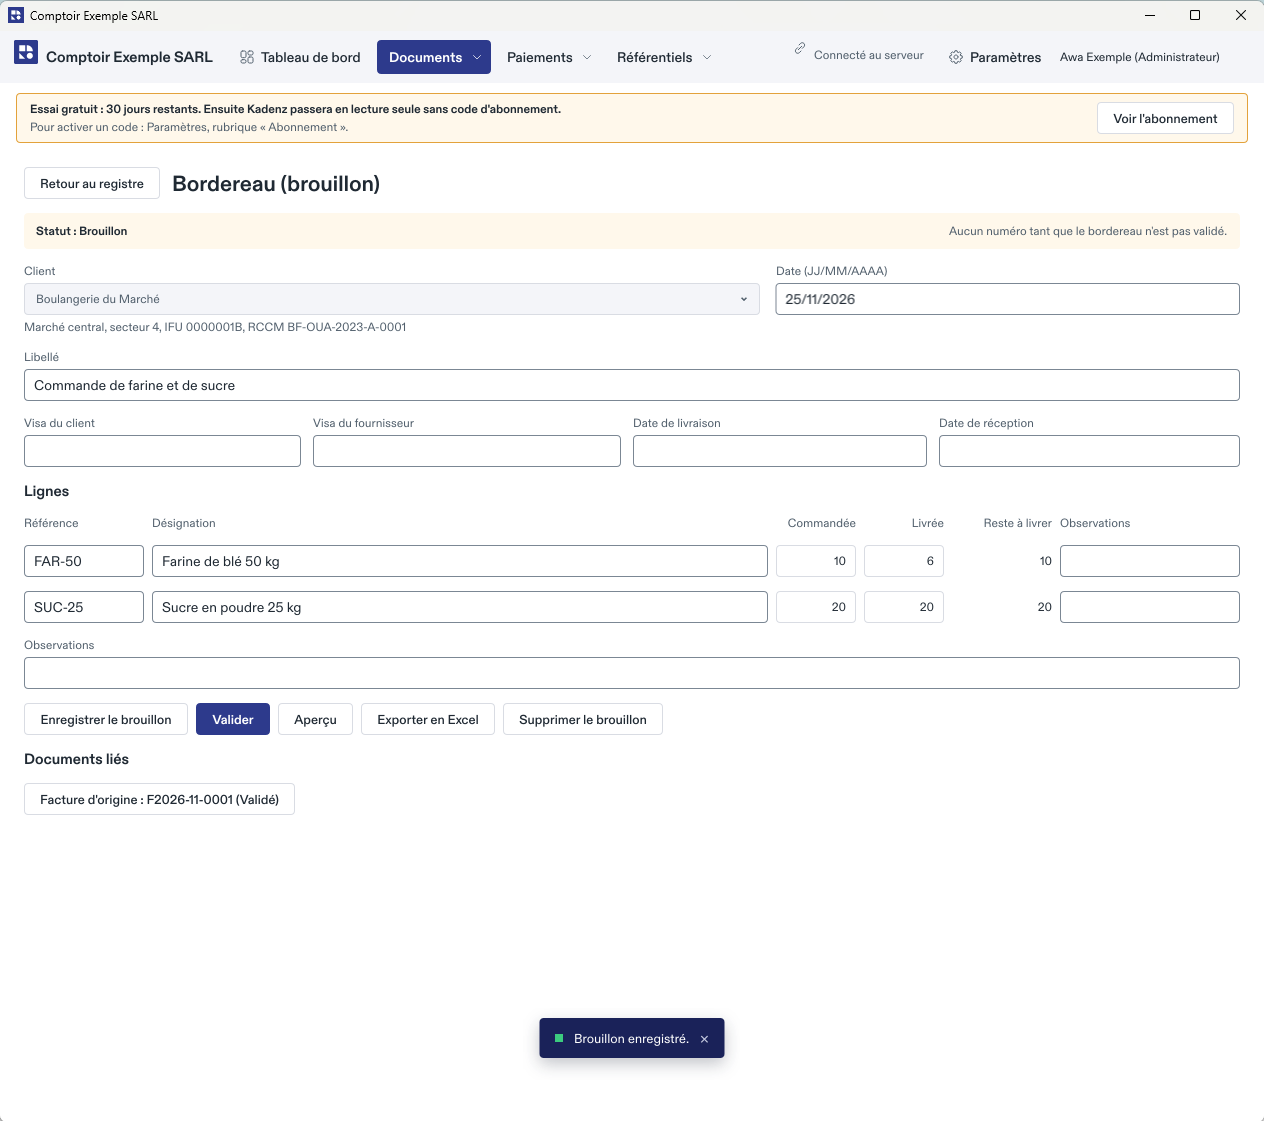 Comptoir Exemple SARL
Comptoir Exemple SARL Tableau de bord Documents Paiements Référentiels Connecté au serveur Paramètres Awa Exemple (Administrateur)
Essai gratuit : 30 jours restants. Ensuite Kadenz passera en lecture seule sans code d'abonnement.
Pour activer un code : Paramètres, rubrique « Abonnement ».
Voir l'abonnement
Retour au registre Bordereau (brouillon)
Statut : Brouillon Aucun numéro tant que le bordereau n'est pas validé.
Client Date (JJ/MM/AAAA)
Boulangerie du Marché 25/11/2026
Marché central, secteur 4, IFU 0000001B, RCCM BF-OUA-2023-A-0001
Libellé
Commande de farine et de sucre
Visa du client Visa du fournisseur Date de livraison Date de réception
Lignes
Référence Désignation Commandée Livrée Reste à livrer Observations
FAR-50 Farine de blé 50 kg 10 6 10
SUC-25 Sucre en poudre 25 kg 20 20 20
Observations
Enregistrer le brouillon Valider Aperçu Exporter en Excel Supprimer le brouillon
Documents liés
Facture d'origine : F2026-11-0001 (Validé)
Brouillon enregistré.